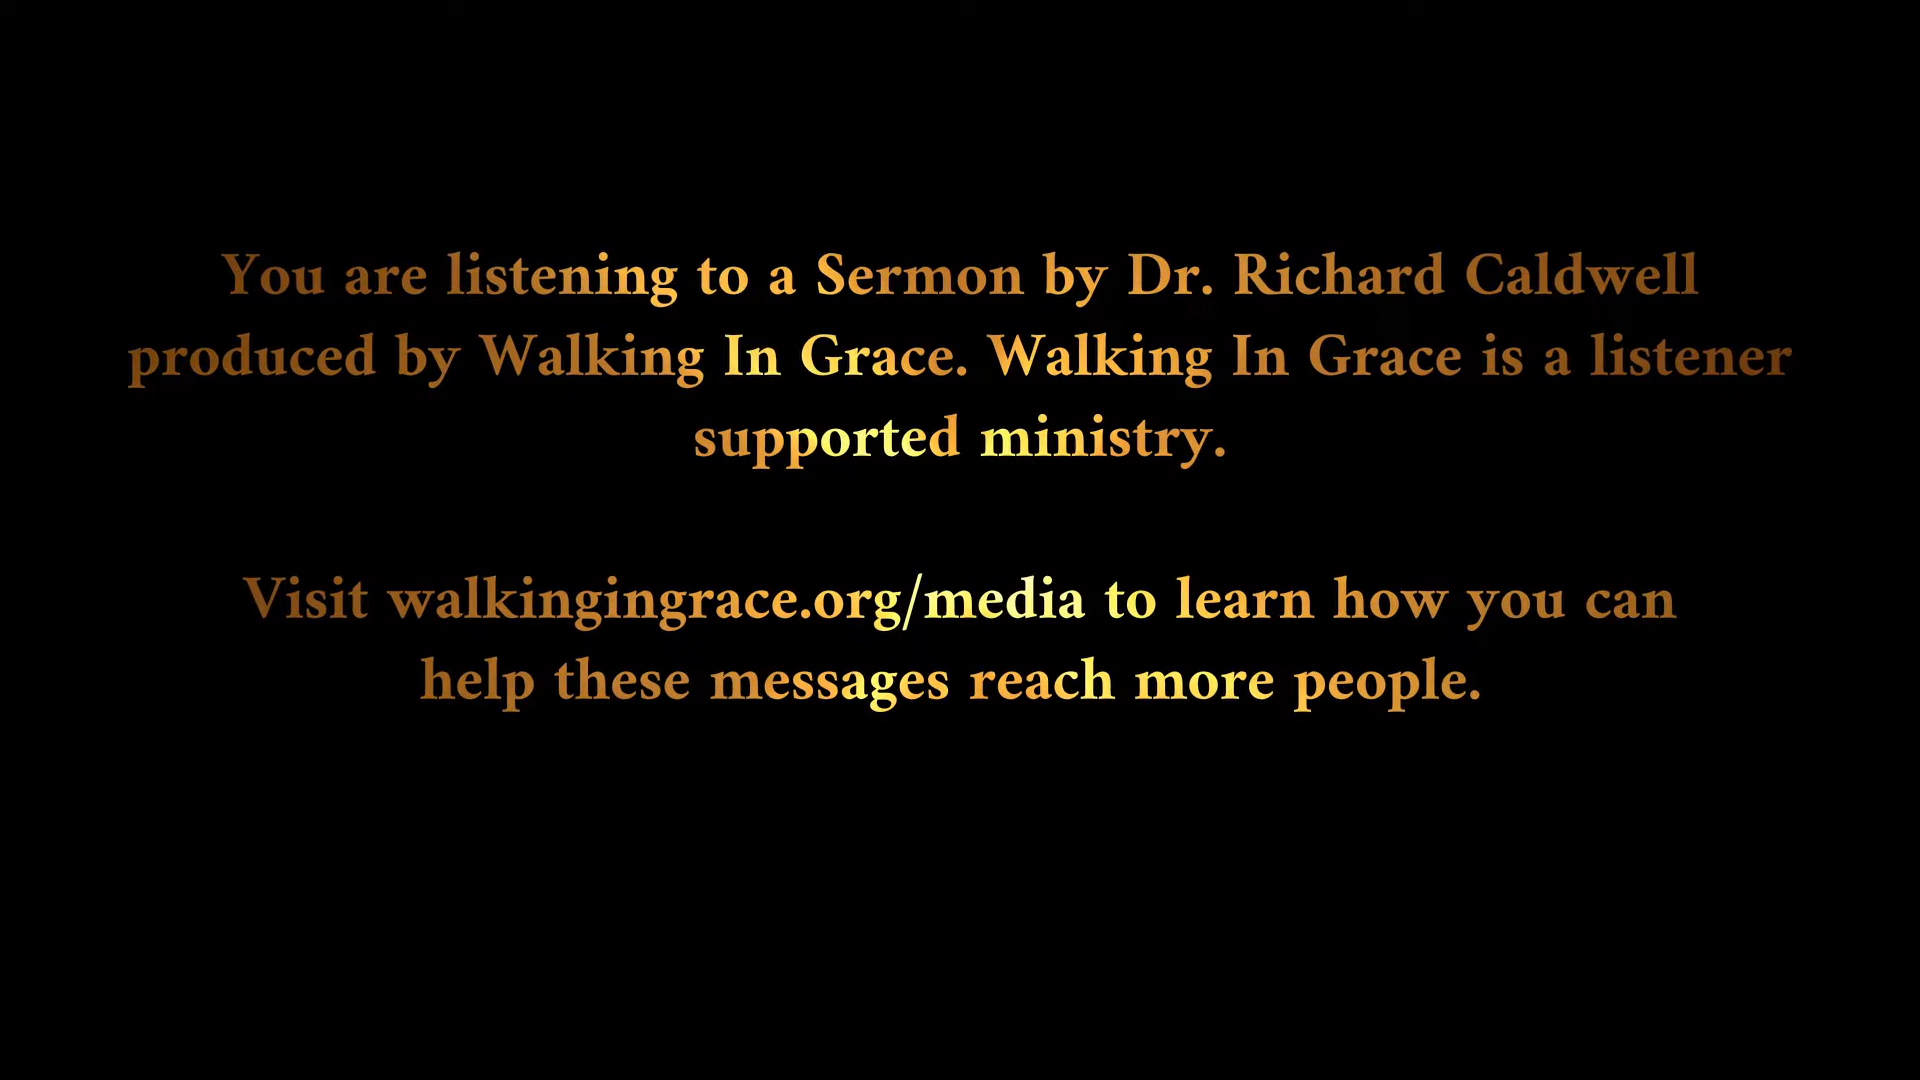 You are listening to a Sermon by Dr. Richard Caldwell
produced by Walking In Grace. Walking In Grace is a listener
supported ministry.
Visit walkingingrace.org/media to learn how you can
help these messages reach more people.